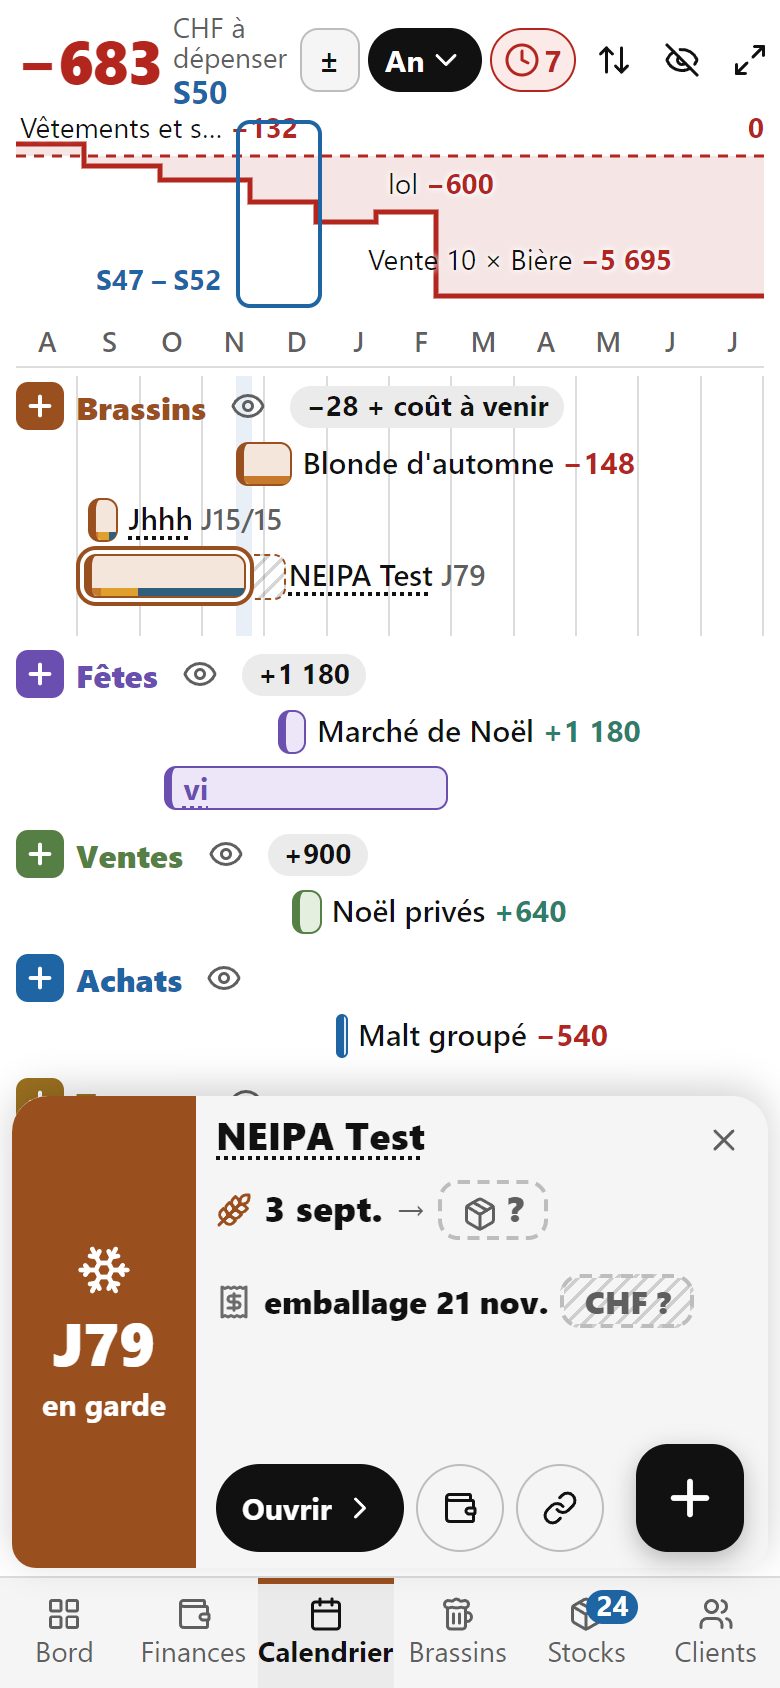 −683
CHF à
dépenser
S50
±
An
7
Vêtements et s... −132
0
lol −600
Vente 10 × Bière −5 695
S47 – S52
A S O N D J F M A M J J
Brassins
−28 + coût à venir
Blonde d'automne −148
Jhhh J15/15
NEIPA Test J79
Fêtes
+1 180
Marché de Noël +1 180
vi
Ventes
+900
Noël privés +640
Achats
Malt groupé −540
NEIPA Test
3 sept. → ?
emballage 21 nov. CHF ?
J79
en garde
Ouvrir
24
Bord Finances Calendrier Brassins Stocks Clients